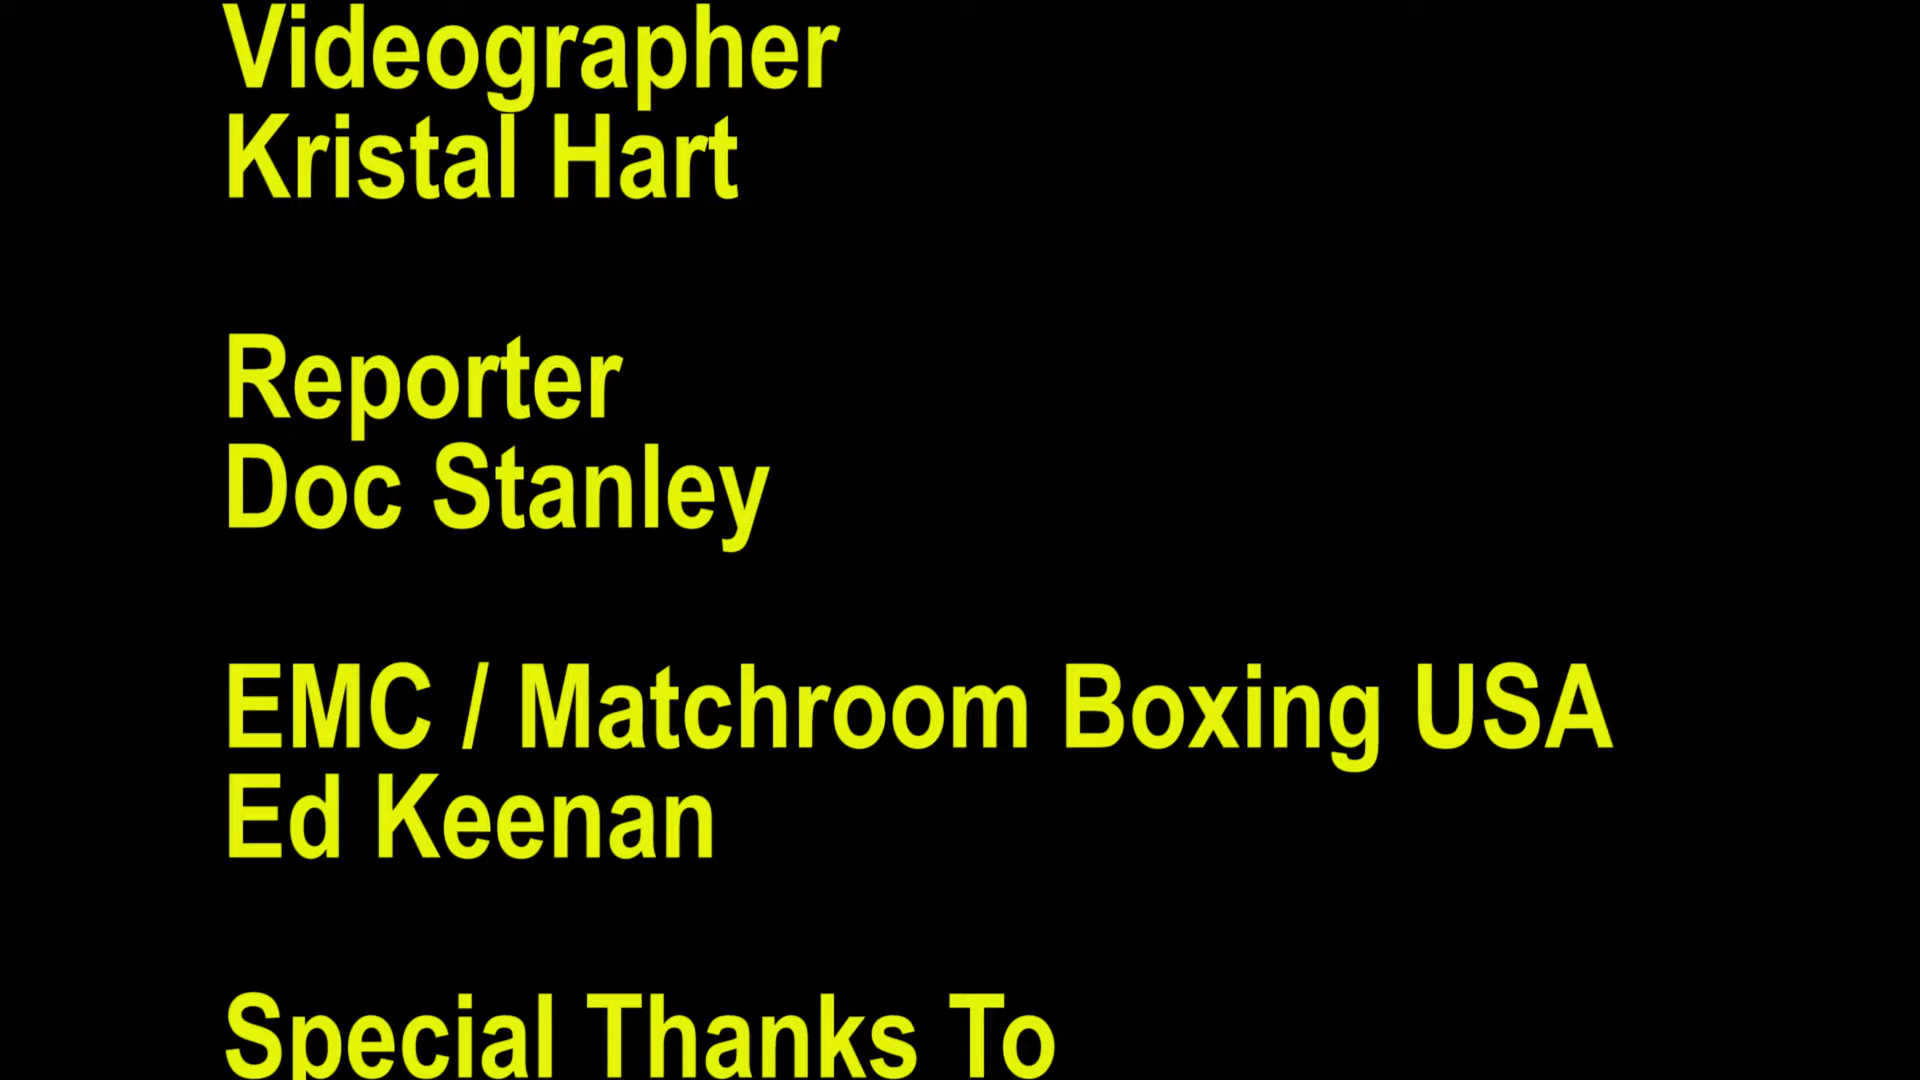 Videographer
Kristal Hart
Reporter
Doc Stanley
EMC / Matchroom Boxing USA
Ed Keenan
Special Thanks To